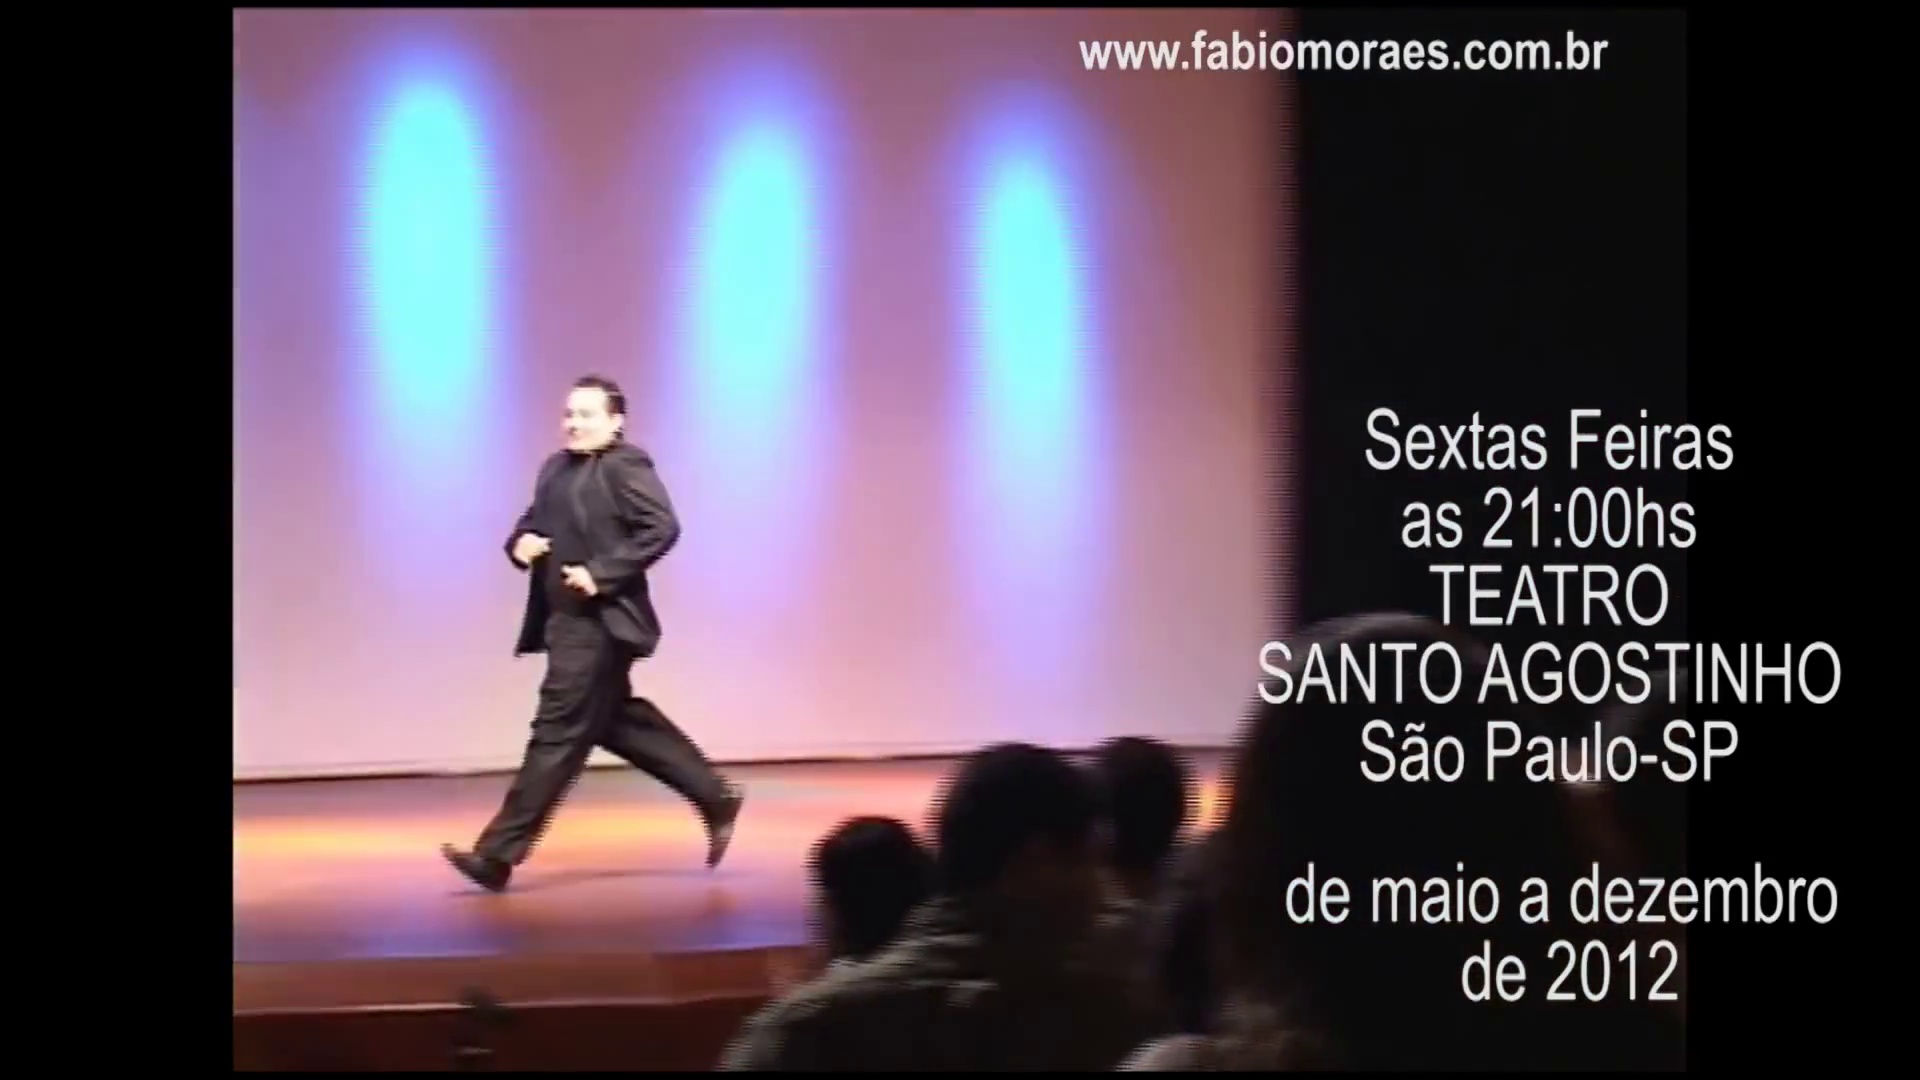 www.fabiomoraes.com.br
Sextas Feiras
as 21:00hs
TEATRO
SANTO AGOSTINHO
São Paulo-SP
de maio a dezembro
de 2012